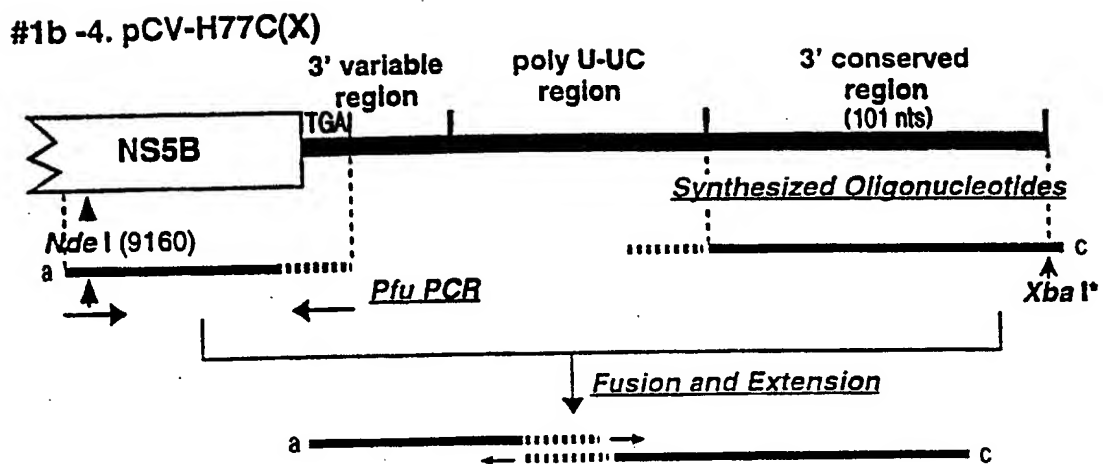 #1b -4. pCV-H77C(X)
3' variable region
poly U-UC region
3' conserved region (101 nts)
TGA
NS5B
Synthesized Oligonucleotides
Nde I (9160)
a
c
Pfu PCR
Xba I*
Fusion and Extension
a
c